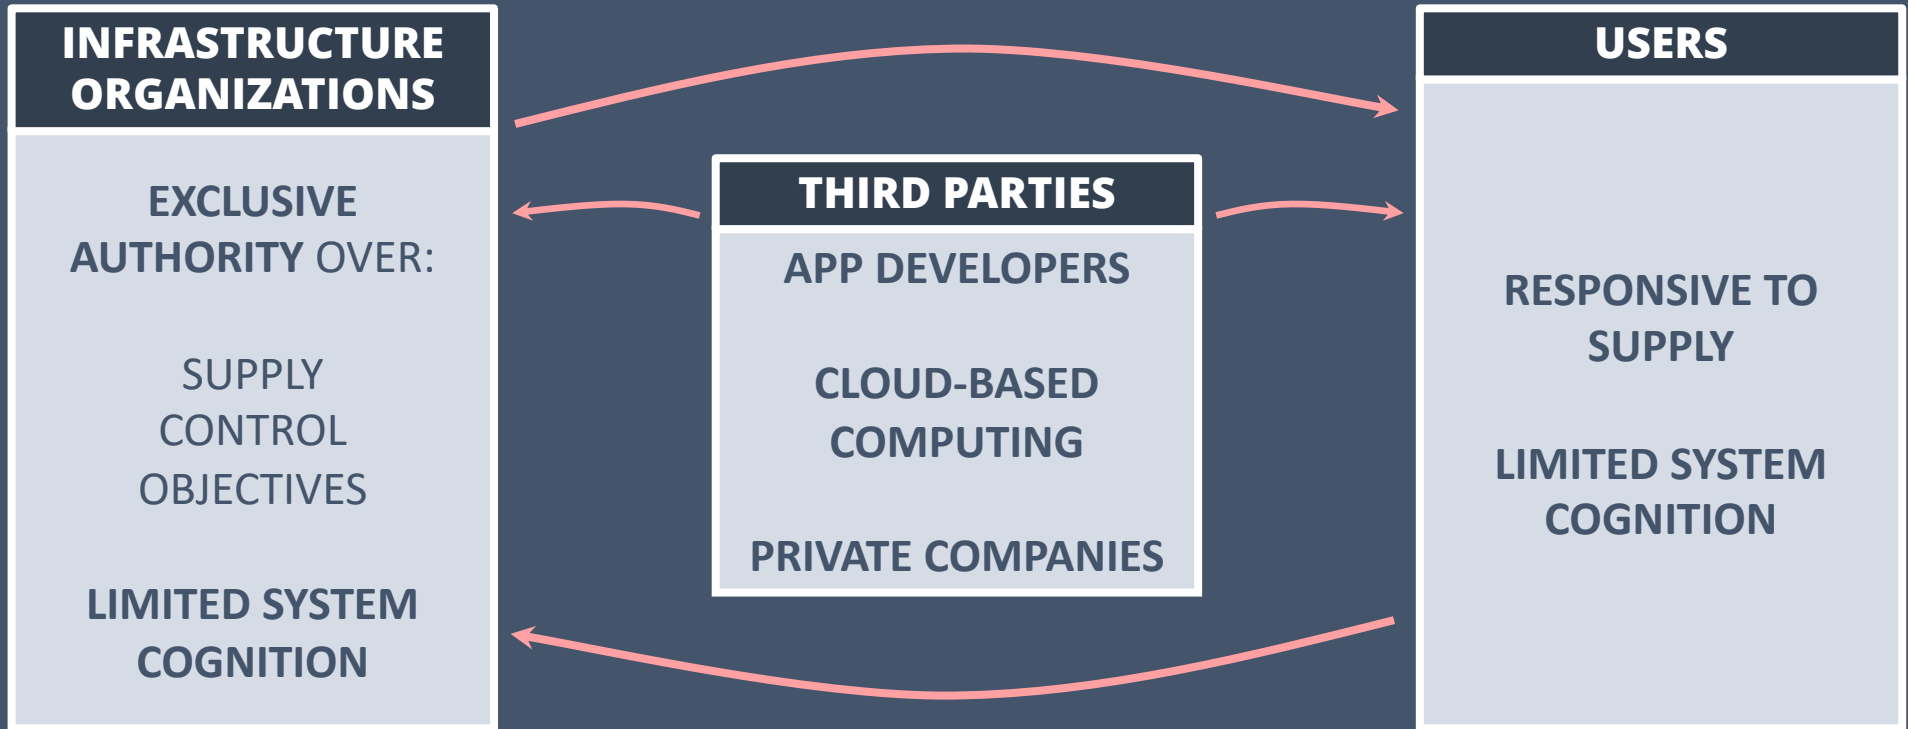 INFRASTRUCTURE
ORGANIZATIONS
EXCLUSIVE
AUTHORITY OVER:
SUPPLY
CONTROL
OBJECTIVES
LIMITED SYSTEM
COGNITION
THIRD PARTIES
APP DEVELOPERS
CLOUD-BASED
COMPUTING
PRIVATE COMPANIES
USERS
RESPONSIVE TO
SUPPLY
LIMITED SYSTEM
COGNITION